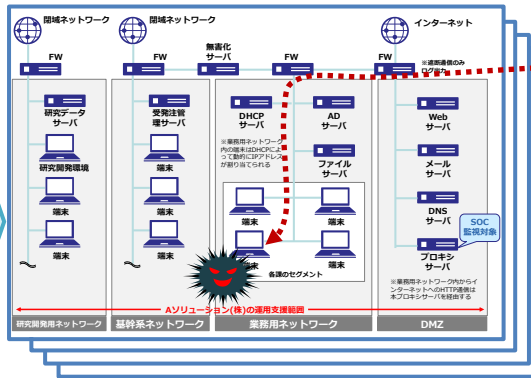 閉域ネットワーク
閉域ネットワーク
インターネット
FW
FW
無害化
サーバ
FW
FW
※遮断通信のみ
ログ出力
研究データ
サーバ
研究開発環境
端末
端末
受発注管
理サーバ
端末
端末
端末
DHCP
サーバ
AD
サーバ
※業務用ネットワーク
内の端末はDHCPによ
って動的にIPアドレス
が割り当てられる
ファイル
サーバ
端末
端末
端末
端末
各課のセグメント
Web
サーバ
メール
サーバ
DNS
サーバ
SOC
監視対象
プロキシ
サーバ
※業務用ネットワーク内からイ
ンターネットへのHTTP通信は
本プロキシサーバを経由する
Aソリューション(株)の運用支援範囲
研究開発用ネットワーク
基幹系ネットワーク
業務用ネットワーク
DMZ